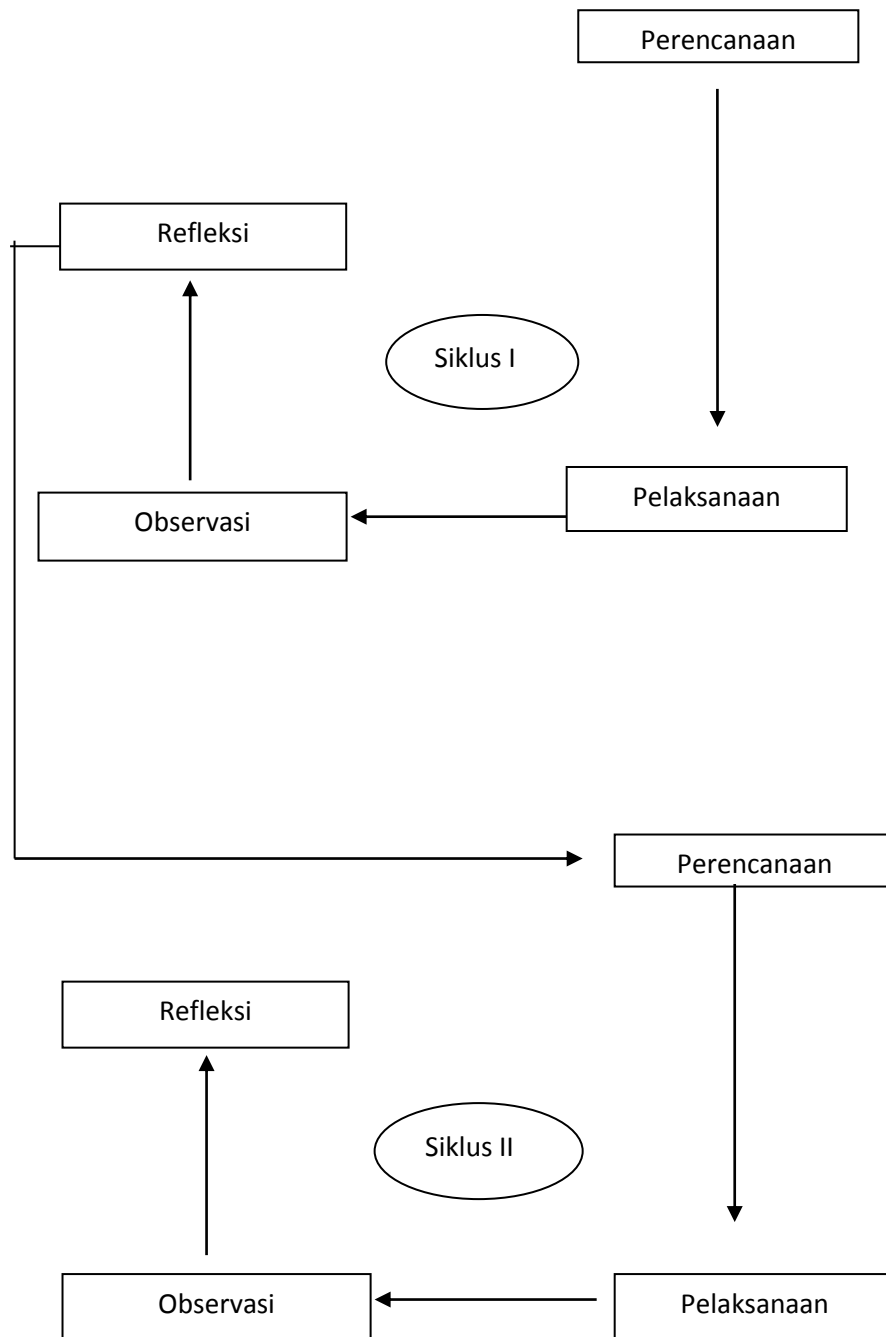 Perencanaan
Refleksi
Siklus I
Pelaksanaan
Observasi
Perencanaan
Refleksi
Siklus II
Observasi
Pelaksanaan